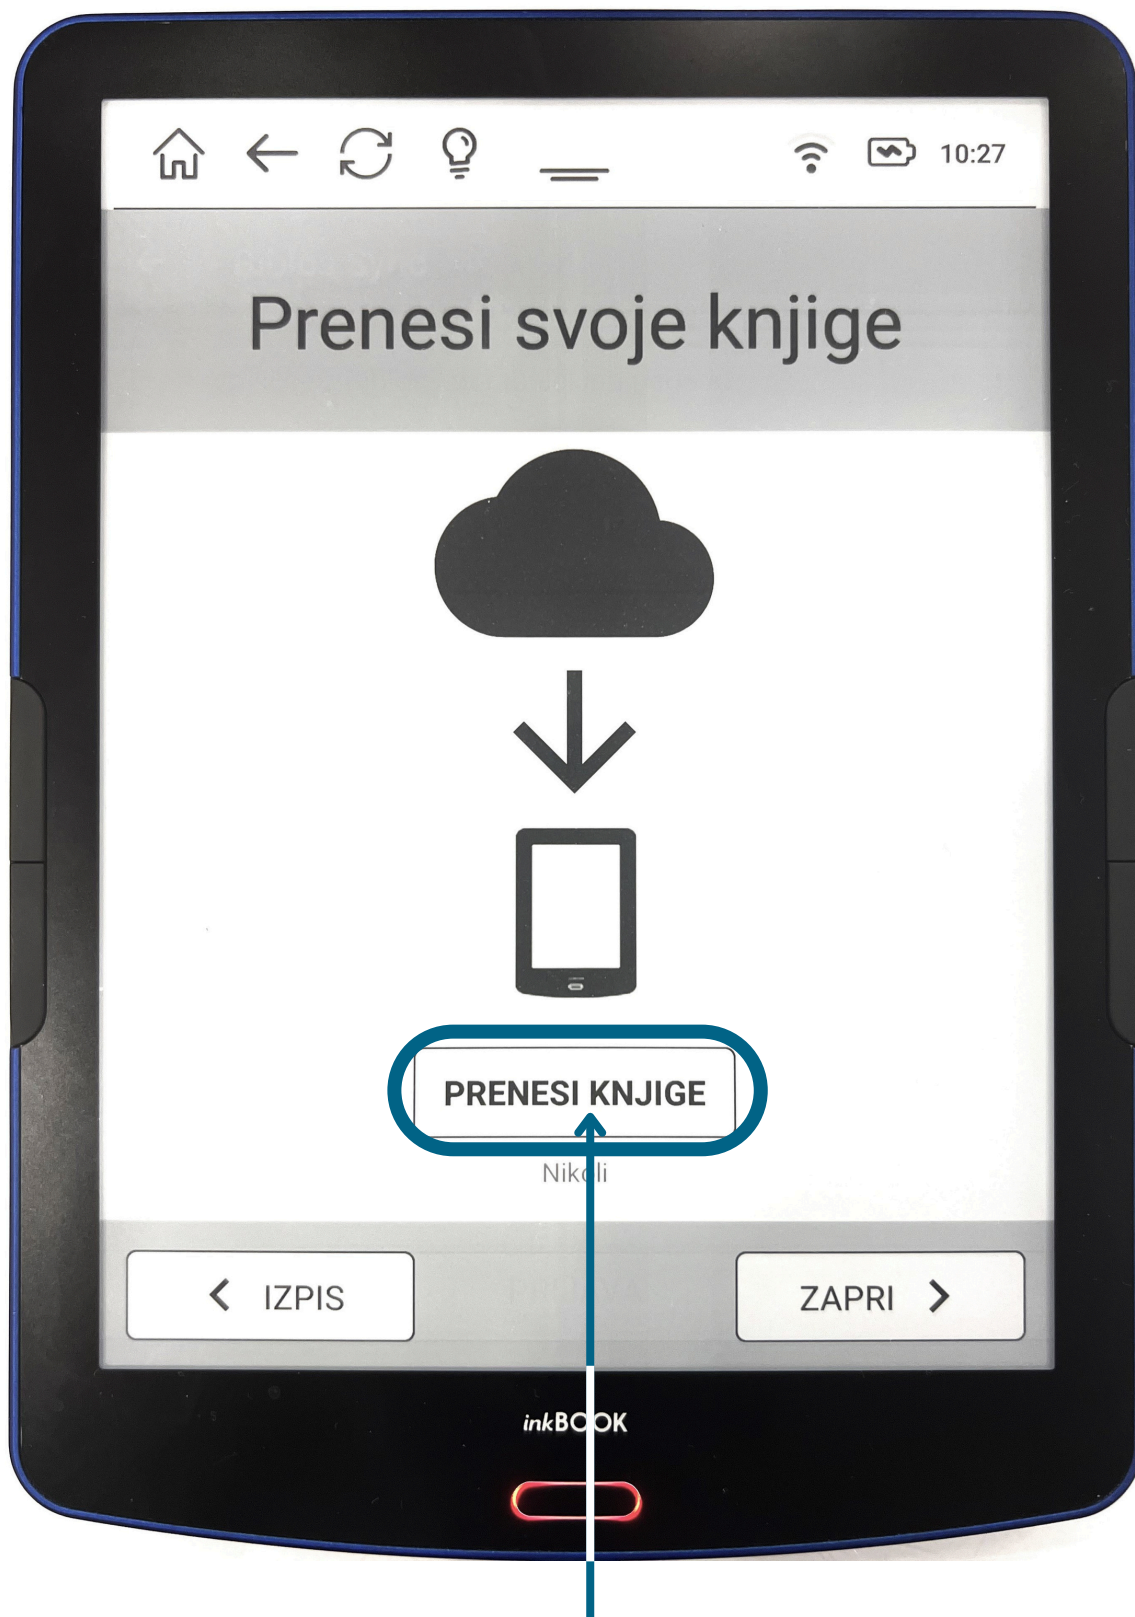 10:27
Prenesi svoje knjige
PRENESI KNJIGE
Nikoli
IZPIS
ZAPRI
inkBOOK